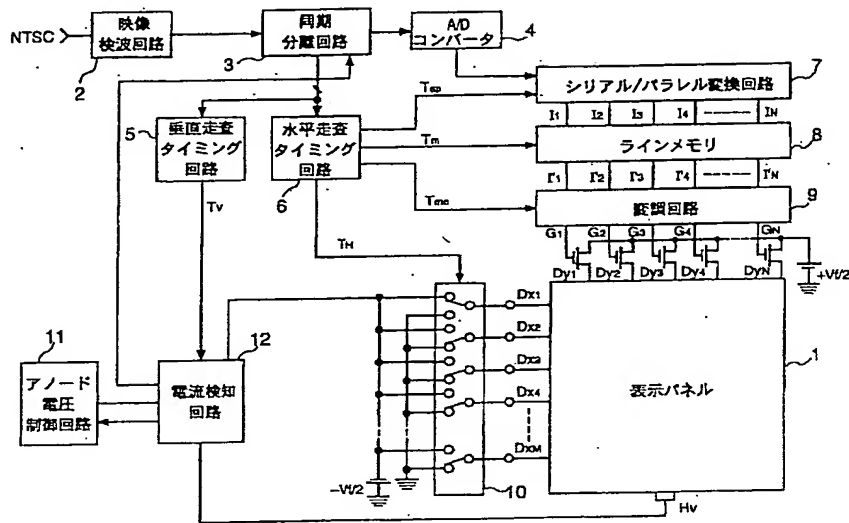 NTSC
映像
検波回路
2
同期
分離回路
3
A/D
コンバータ
4
シリアル/パラレル変換回路
7
Tsp
I1 I2 I3 I4 IN
5
垂直走査
タイミング
回路
水平走査
タイミング
回路
6
Tm
ラインメモリ
8
I'1 I'2 I'3 I'4 I'N
Tmo
変調回路
9
Tv
TH
G1 G2 G3 G4 GN
Dy1 Dy2 Dy3 Dy4 DyN
+Vf/2
11
アノード
電圧
制御回路
12
電流検知
回路
Dx1
Dx2
Dx3
Dx4
DxM
表示パネル
1
-Vf/2
10
Hv